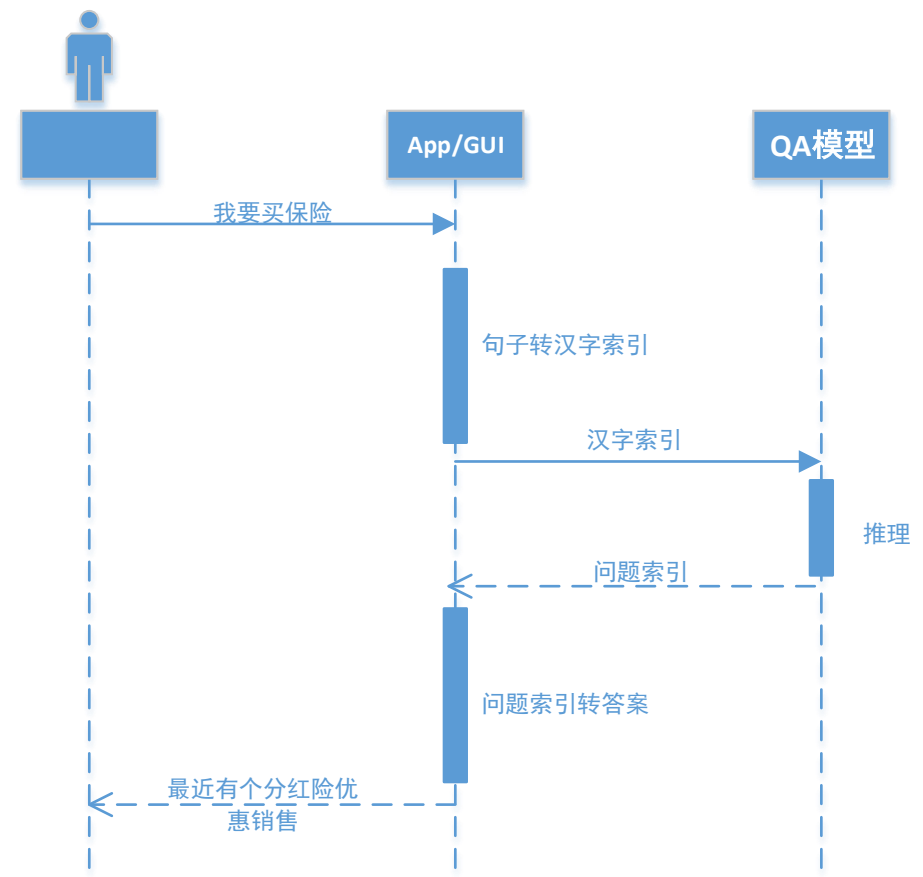 App/GUI
QA模型
我要买保险
句子转汉字索引
汉字索引
推理
问题索引
问题索引转答案
最近有个分红险优
惠销售